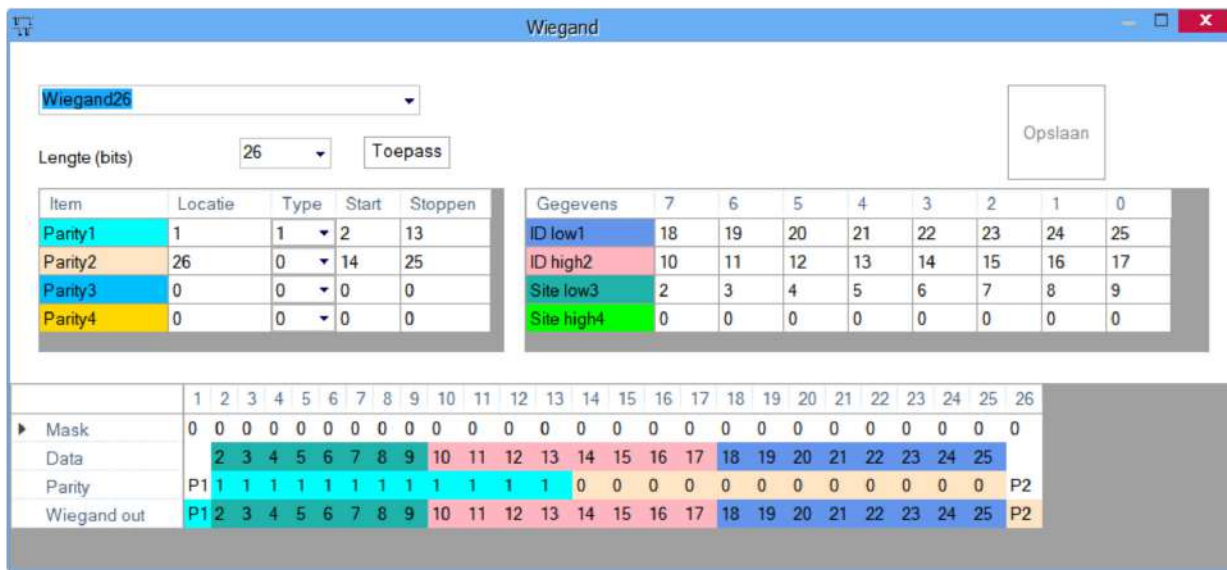 Wiegand
Wiegand26
Opslaan
Lengte (bits) 26 Toepass
Item Locatie Type Start Stoppen
Parity1 1 1 2 13
Parity2 26 0 14 25
Parity3 0 0 0 0
Parity4 0 0 0 0
Gegevens 7 6 5 4 3 2 1 0
ID low1 18 19 20 21 22 23 24 25
ID high2 10 11 12 13 14 15 16 17
Site low3 2 3 4 5 6 7 8 9
Site high4 0 0 0 0 0 0 0 0
1 2 3 4 5 6 7 8 9 10 11 12 13 14 15 16 17 18 19 20 21 22 23 24 25 26
Mask 0 0 0 0 0 0 0 0 0 0 0 0 0 0 0 0 0 0 0 0 0 0 0 0 0 0
Data 2 3 4 5 6 7 8 9 10 11 12 13 14 15 16 17 18 19 20 21 22 23 24 25
Parity P1 1 1 1 1 1 1 1 1 1 1 1 1 0 0 0 0 0 0 0 0 0 0 0 0 P2
Wiegand out P1 2 3 4 5 6 7 8 9 10 11 12 13 14 15 16 17 18 19 20 21 22 23 24 25 P2